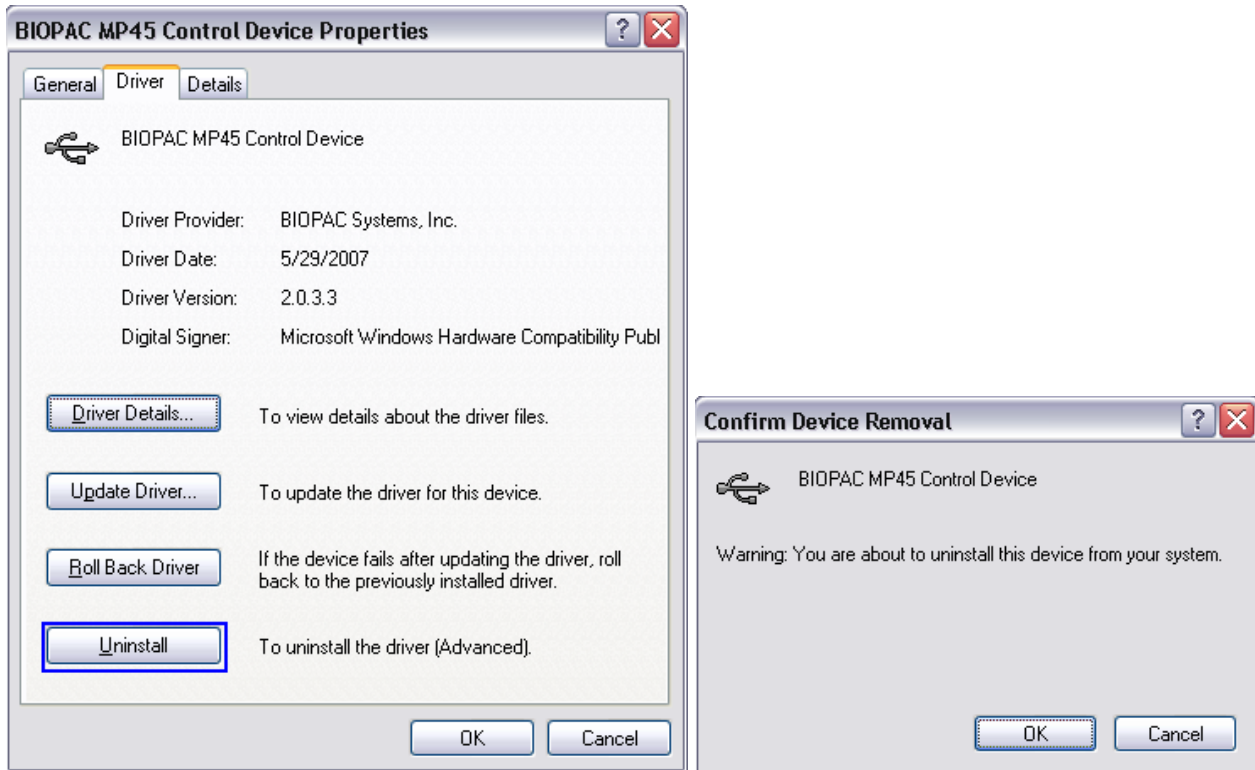 BIOPAC MP45 Control Device Properties
General Driver Details
BIOPAC MP45 Control Device
Driver Provider: BIOPAC Systems, Inc.
Driver Date: 5/29/2007
Driver Version: 2.0.3.3
Digital Signer: Microsoft Windows Hardware Compatibility Publ
Driver Details... To view details about the driver files.
Update Driver... To update the driver for this device.
Roll Back Driver If the device fails after updating the driver, roll
back to the previously installed driver.
Uninstall To uninstall the driver (Advanced).
OK Cancel
Confirm Device Removal
BIOPAC MP45 Control Device
Warning: You are about to uninstall this device from your system.
OK Cancel